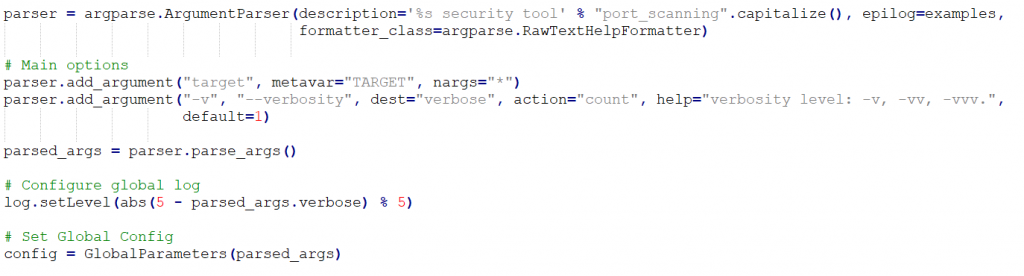 parser = argparse.ArgumentParser(description='%s security tool' % "port_scanning".capitalize(), epilog=examples,
formatter_class=argparse.RawTextHelpFormatter)
# Main options
parser.add_argument("target", metavar="TARGET", nargs="*")
parser.add_argument("-v", "--verbosity", dest="verbose", action="count", help="verbosity level: -v, -vv, -vvv.",
default=1)
parsed_args = parser.parse_args()
# Configure global log
log.setLevel(abs(5 - parsed_args.verbose) % 5)
# Set Global Config
config = GlobalParameters(parsed_args)